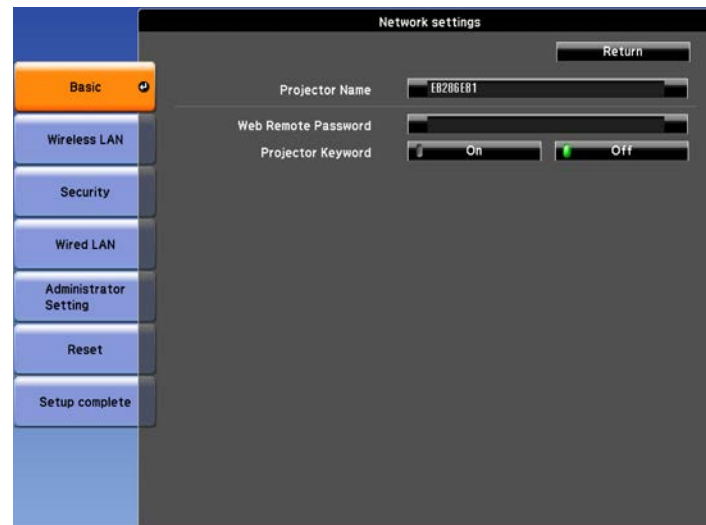 Network settings
Return
Basic
Projector Name
EB286EB1
Wireless LAN
Web Remote Password
Projector Keyword
On
Off
Security
Wired LAN
Administrator
Setting
Reset
Setup complete